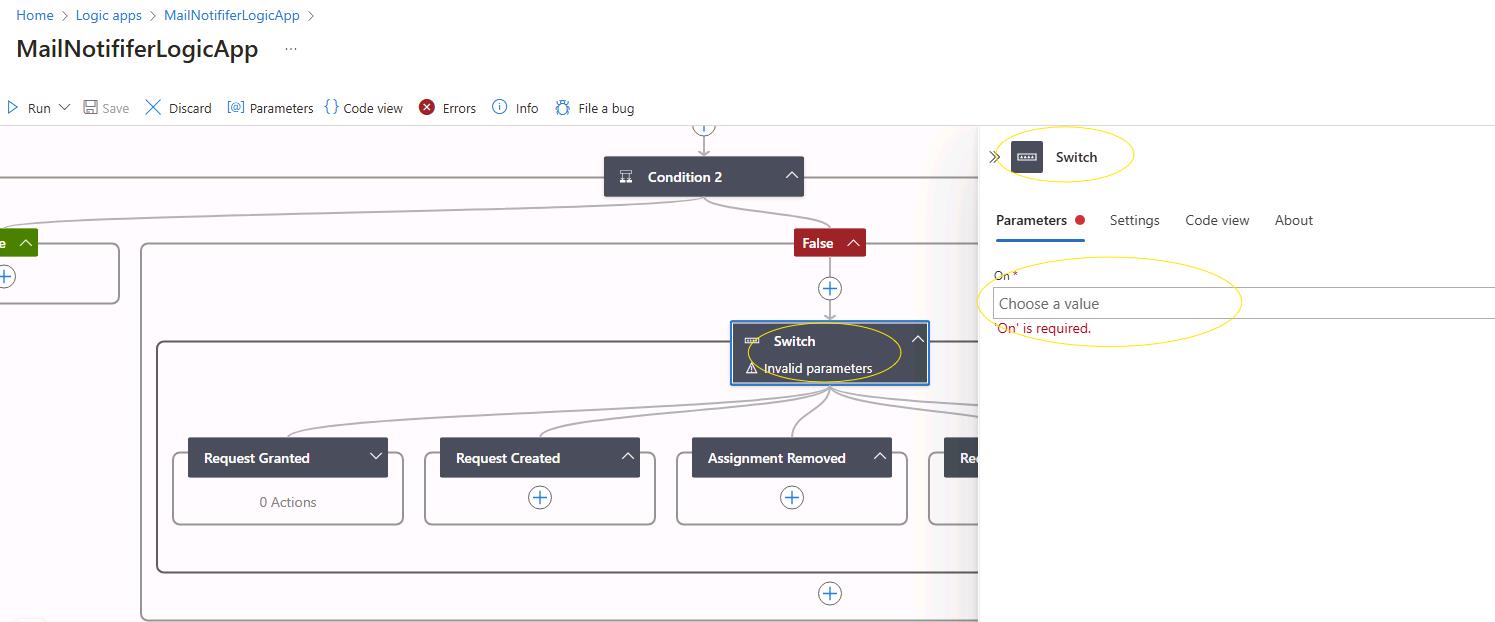 Home > Logic apps > MailNotififerLogicApp >
MailNotififerLogicApp ...
Run Save Discard Parameters Code view Errors Info File a bug
Condition 2
False
Switch
Invalid parameters
Request Granted
0 Actions
Request Created
Assignment Removed
Switch
Parameters Settings Code view About
On *
Choose a value
'On' is required.